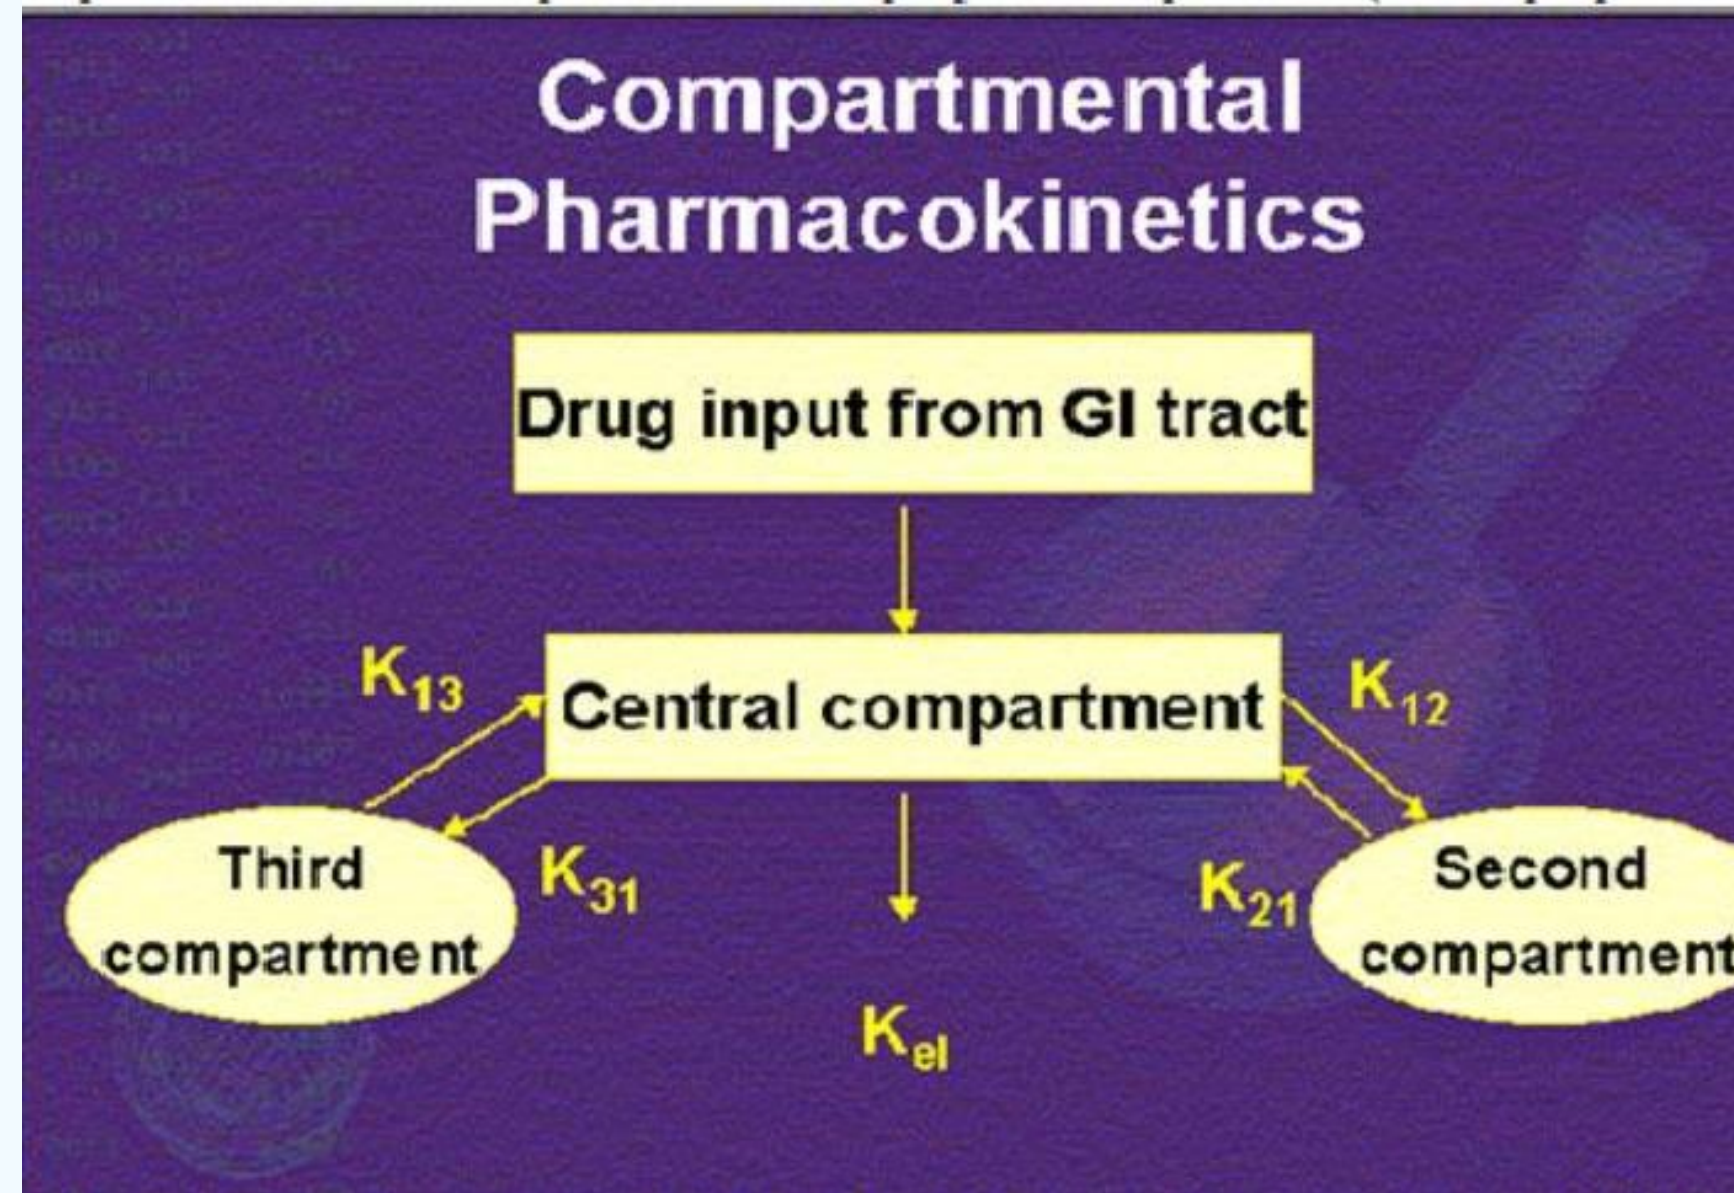 Compartmental
Pharmacokinetics
Drug input from GI tract
K13
Central compartment
K12
Third
compartment
K31
K21
Second
compartment
Kel